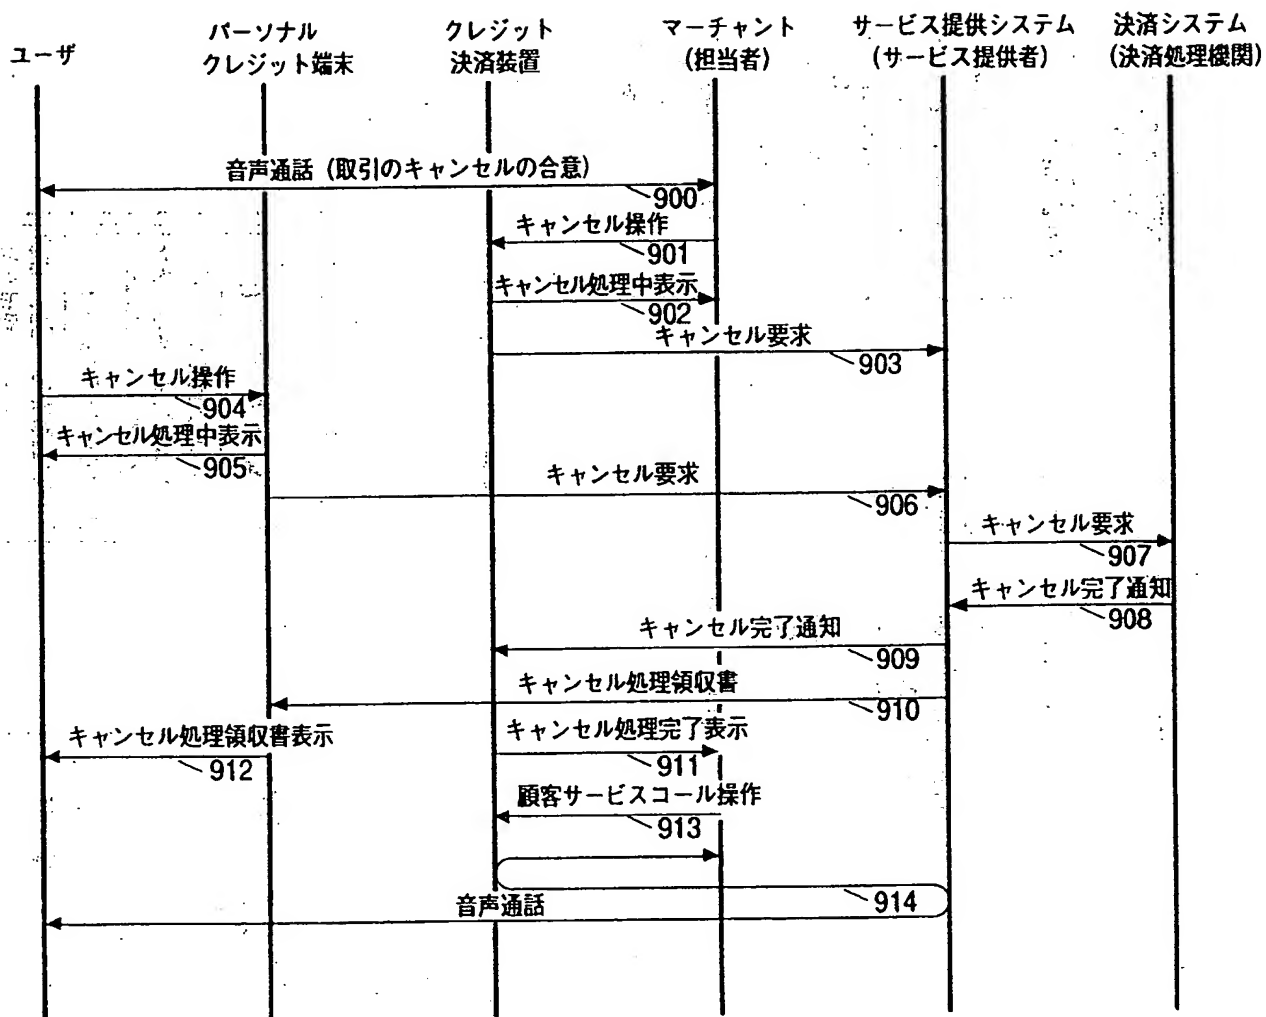 ユーザ
パーソナル
クレジット端末
クレジット
決済装置
マーチャント
(担当者)
サービス提供システム
(サービス提供者)
決済システム
(決済処理機関)
音声通話 (取引のキャンセルの合意)
900
キャンセル操作
901
キャンセル処理中表示
902
キャンセル要求
903
キャンセル操作
904
キャンセル処理中表示
905
キャンセル要求
906
キャンセル要求
907
キャンセル完了通知
908
キャンセル完了通知
909
キャンセル処理領収書
910
キャンセル処理完了表示
911
キャンセル処理領収書表示
912
顧客サービスコール操作
913
914
音声通話